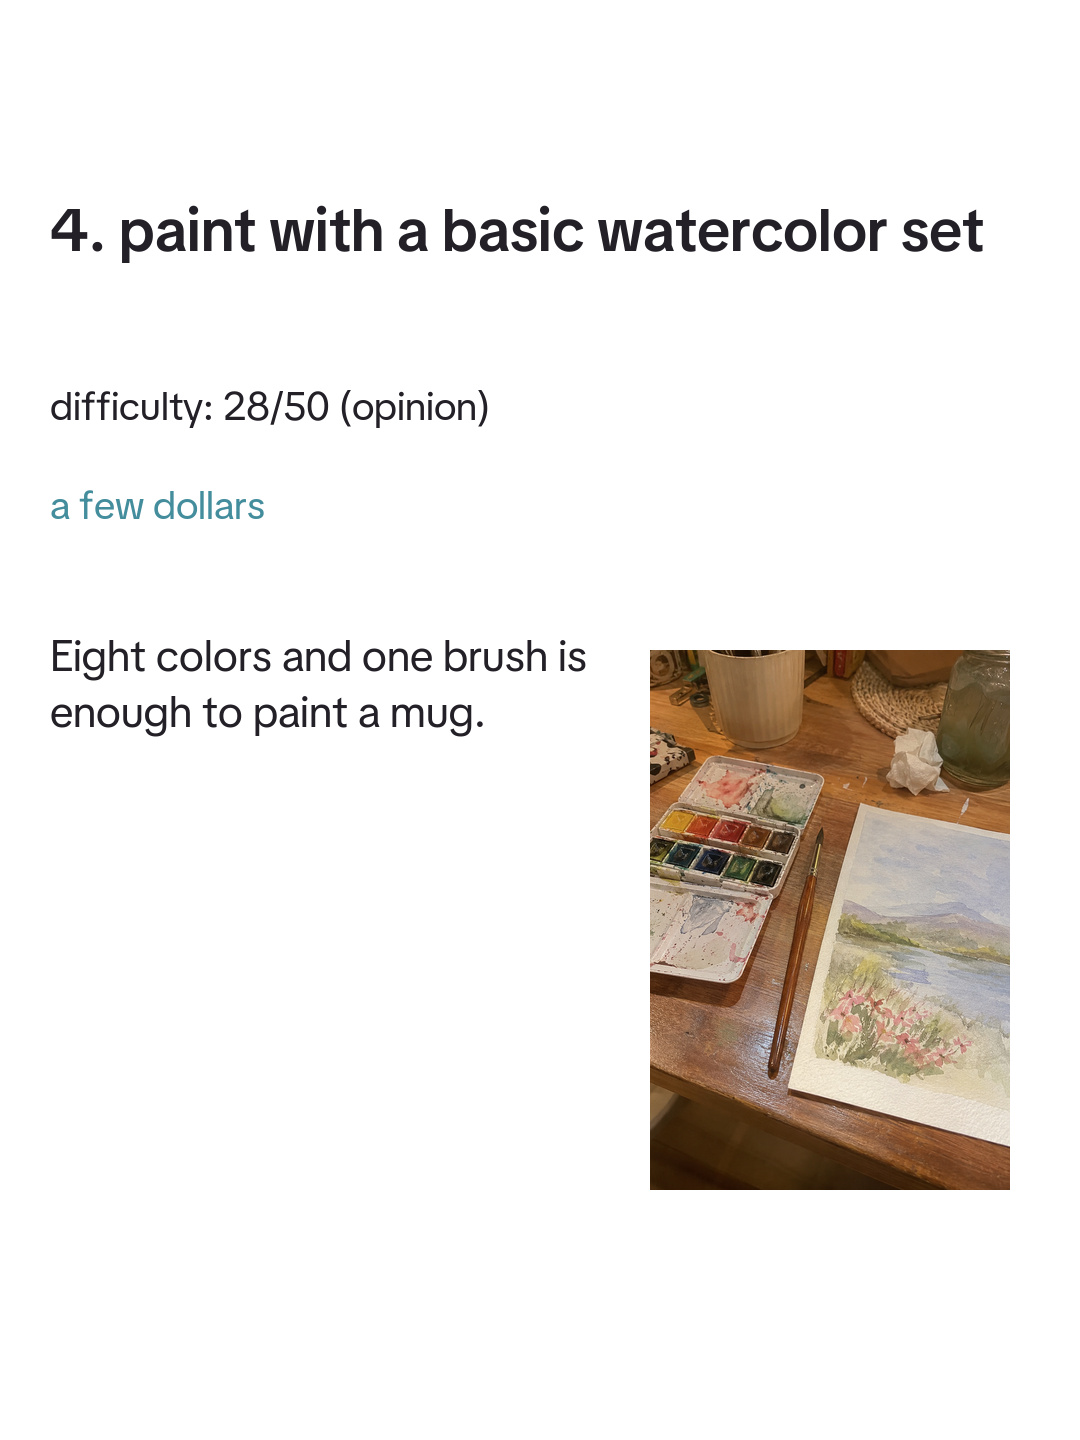 4. paint with a basic watercolor set
difficulty: 28/50 (opinion)
a few dollars
Eight colors and one brush is
enough to paint a mug.